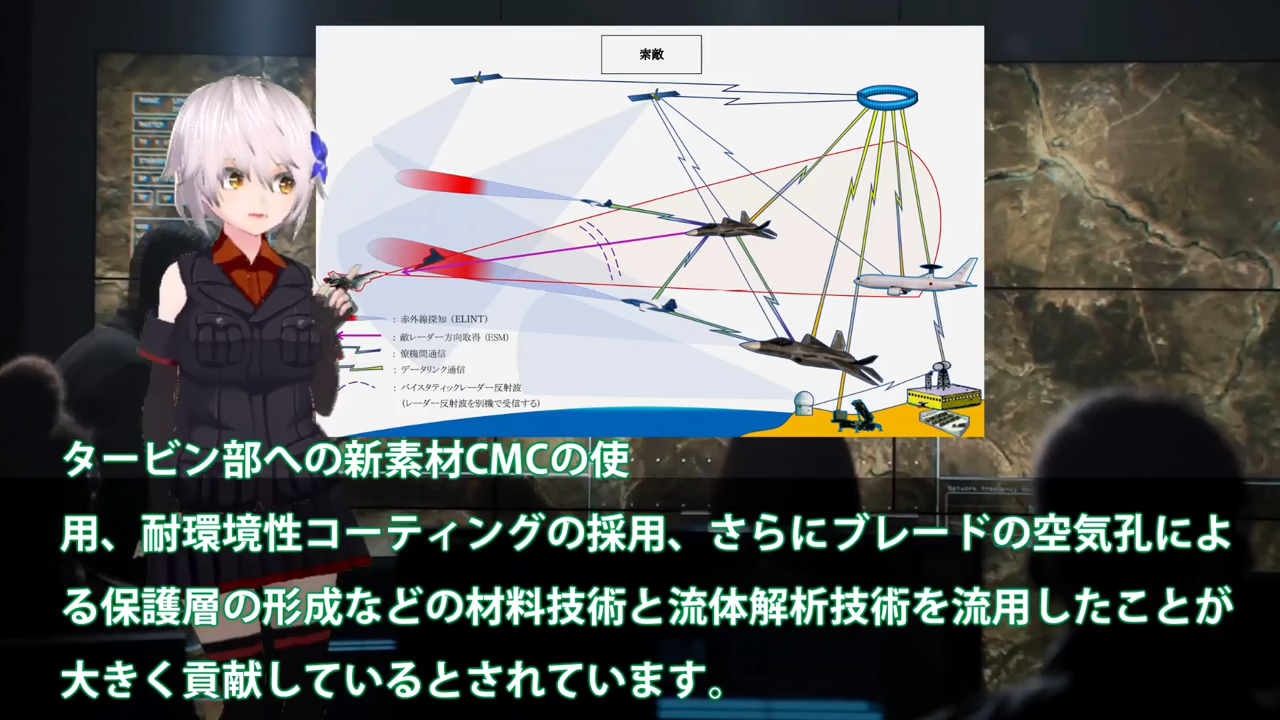 索敵
：赤外線探知（ELINT）
：敵レーダー方向取得（ESM）
：僚機間通信
：データリンク通信
：バイスタティックレーダー反射波
（レーダー反射波を別機で受信する）
タービン部への新素材CMCの使
用、耐環境性コーティングの採用、さらにブレードの空気孔によ
る保護層の形成などの材料技術と流体解析技術を流用したことが
大きく貢献しているとされています。